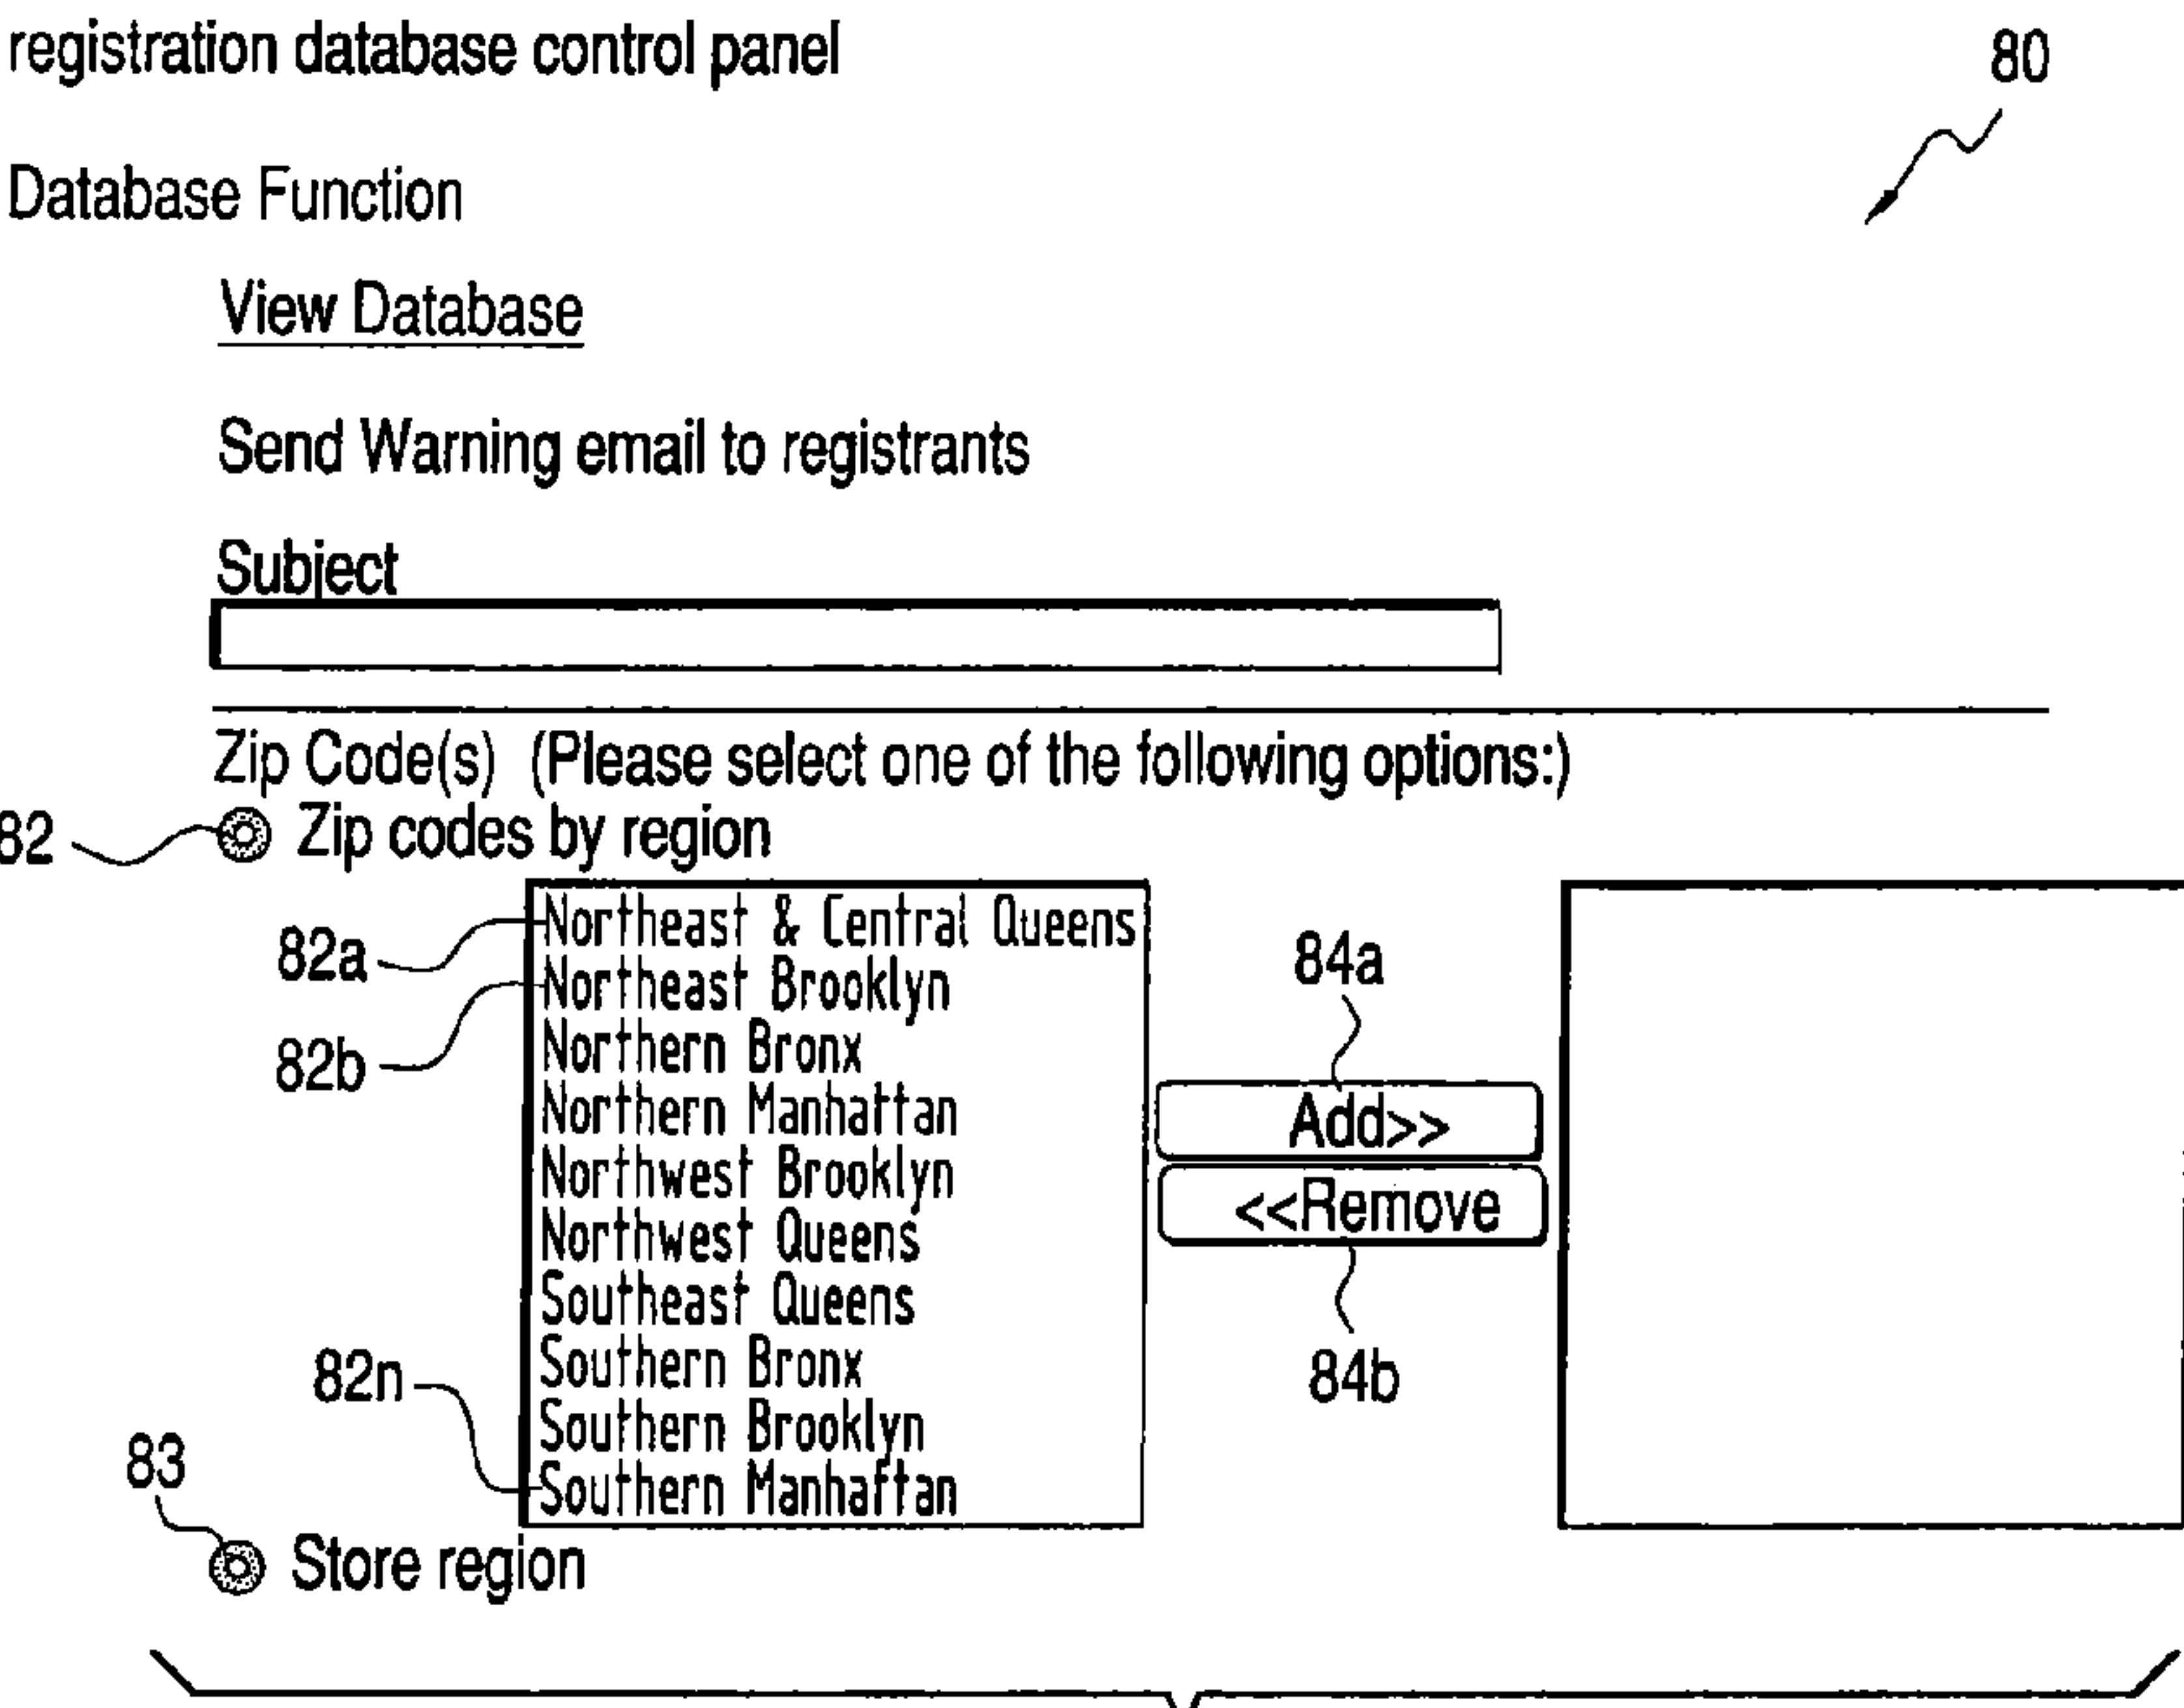 registration database control panel
80
Database Function
View Database
Send Warning email to registrants
Subject
Zip Code(s) (Please select one of the following options:)
82 Zip codes by region
82a Northeast & Central Queens
82b Northeast Brooklyn
Northern Bronx
Northern Manhattan
Northwest Brooklyn
Northwest Queens
Southeast Queens
Southern Bronx
Southern Brooklyn
82n Southern Manhattan
84a
Add>>
<<Remove
84b
83 Store region